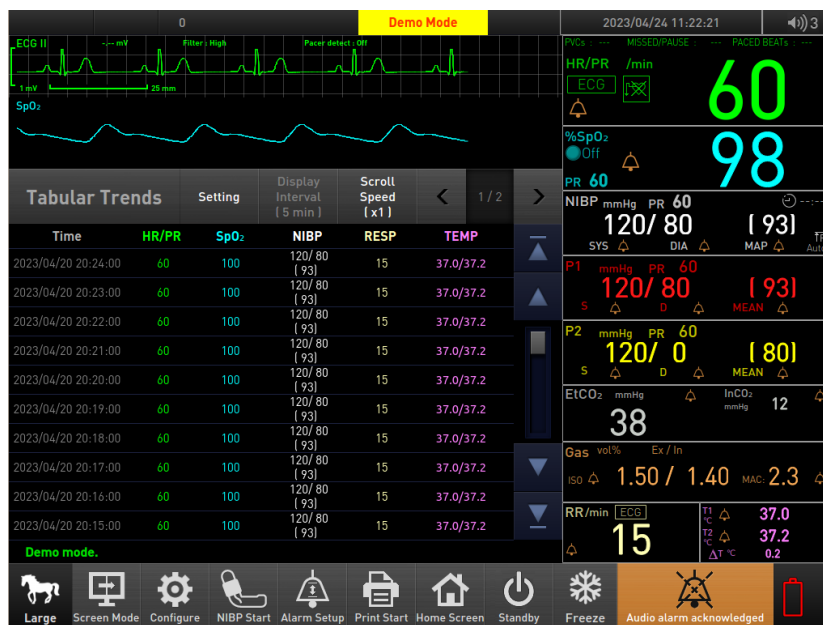 0 Demo Mode 2023/04/24 11:22:21 3
ECG II -.-- mV Filter : High Pacer detect : Off
1 mV 25 mm
SpO₂
PVCs : --- MISSED/PAUSE : --- PACED BEATs : ---
HR/PR /min
ECG
60
%SpO₂
Off
98
PR 60
Tabular Trends Setting Display Interval ( 5 min ) Scroll Speed ( x1 ) 1 / 2
Time HR/PR SpO₂ NIBP RESP TEMP
2023/04/20 20:24:00 60 100 120/ 80 ( 93) 15 37.0/37.2
2023/04/20 20:23:00 60 100 120/ 80 ( 93) 15 37.0/37.2
2023/04/20 20:22:00 60 100 120/ 80 ( 93) 15 37.0/37.2
2023/04/20 20:21:00 60 100 120/ 80 ( 93) 15 37.0/37.2
2023/04/20 20:20:00 60 100 120/ 80 ( 93) 15 37.0/37.2
2023/04/20 20:19:00 60 100 120/ 80 ( 93) 15 37.0/37.2
2023/04/20 20:18:00 60 100 120/ 80 ( 93) 15 37.0/37.2
2023/04/20 20:17:00 60 100 120/ 80 ( 93) 15 37.0/37.2
2023/04/20 20:16:00 60 100 120/ 80 ( 93) 15 37.0/37.2
2023/04/20 20:15:00 60 100 120/ 80 ( 93) 15 37.0/37.2
Demo mode.
NIBP mmHg PR 60 --:--
120/ 80 ( 93)
SYS DIA MAP Auto
P1 mmHg PR 60
120/ 80 ( 93)
S D MEAN
P2 mmHg PR 60
120/ 0 ( 80)
S D MEAN
EtCO₂ mmHg InCO₂ mmHg 12
38
Gas vol% Ex / In
ISO 1.50 / 1.40 MAC: 2.3
RR/min ECG
15
T1 °C 37.0
T2 °C 37.2
ΔT °C 0.2
Large Screen Mode Configure NIBP Start Alarm Setup Print Start Home Screen Standby Freeze Audio alarm acknowledged